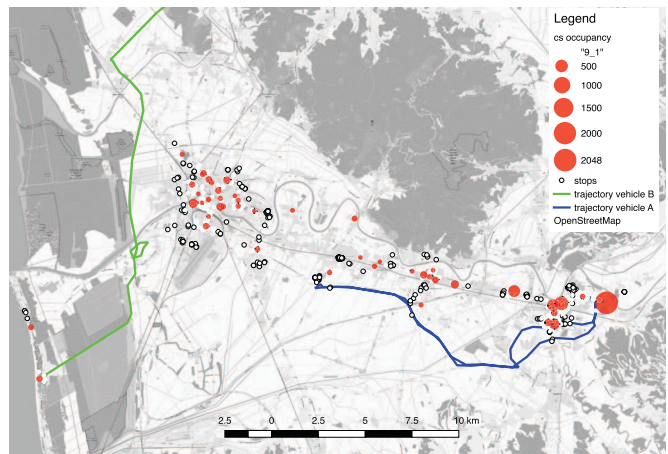 Legend
cs occupancy
"9_1"
500
1000
1500
2000
2048
stops
trajectory vehicle B
trajectory vehicle A
OpenStreetMap
2.5 0 2.5 5 7.5 10 km